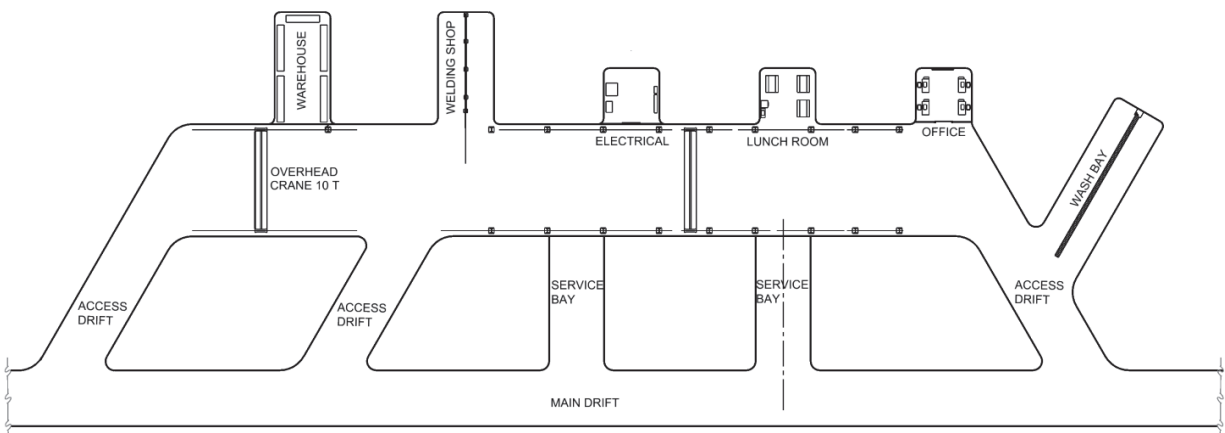 WAREHOUSE
WELDING SHOP
ELECTRICAL
LUNCH ROOM
OFFICE
OVERHEAD
CRANE 10 T
WASH BAY
ACCESS
DRIFT
ACCESS
DRIFT
SERVICE
BAY
SERVICE
BAY
ACCESS
DRIFT
MAIN DRIFT